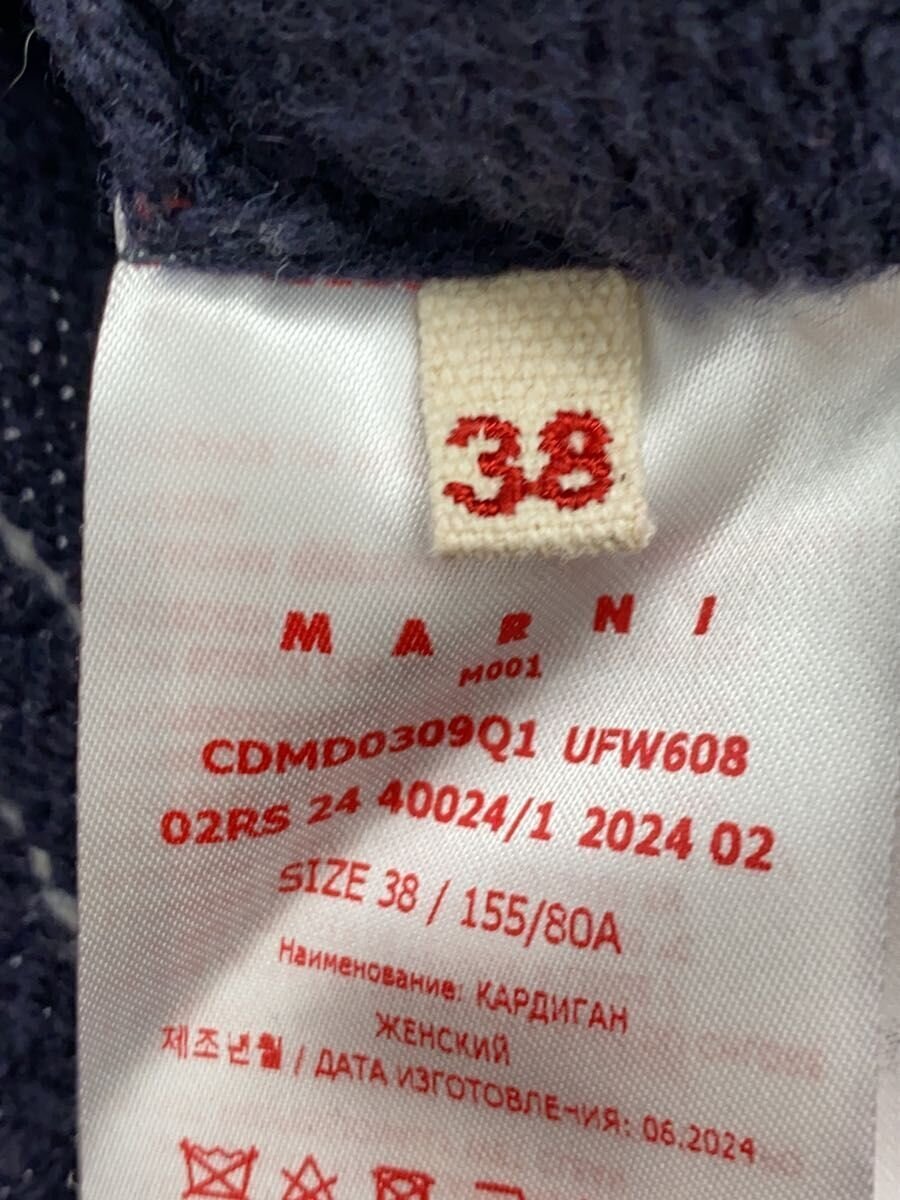 38
MARNI
M001
CDMD0309Q1 UFW608
02RS 24 40024/1 2024 02
SIZE 38 / 155/80A
Наименование: КАРДИГАН
ЖЕНСКИЙ
제조년월 / ДАТА ИЗГОТОВЛЕНИЯ: 06.2024